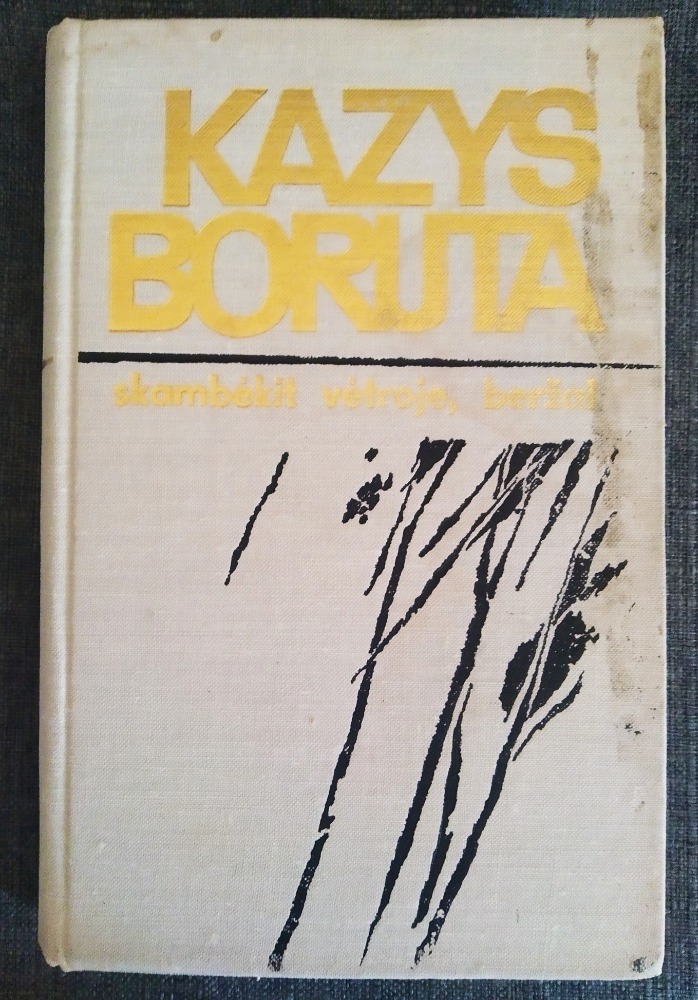 KAZYS
BORUTA
skambėkit vėtroje, beržai